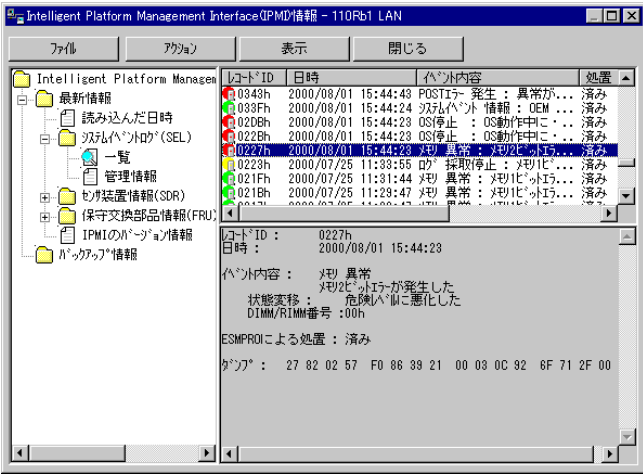 Intelligent Platform Management Interface(IPMI)情報 - 110Rb1 LAN
ファイル アクション 表示 閉じる
Intelligent Platform Managem
最新情報
読み込んだ日時
システムイベントログ(SEL)
一覧
管理情報
センサ装置情報(SDR)
保守交換部品情報(FRU)
IPMIのバージョン情報
バックアップ情報
レコードID 日時 イベント内容 処置
0343h 2000/08/01 15:44:43 POSTエラー 発生 : 異常が... 済み
033Fh 2000/08/01 15:44:24 システムイベント 情報 : OEM ... 済み
02DBh 2000/08/01 15:44:23 OS停止 : OS動作中に・... 済み
022Bh 2000/08/01 15:44:23 OS停止 : OS動作中に・... 済み
0227h 2000/08/01 15:44:23 メモリ 異常 : メモリ2ビットエラ... 済み
0223h 2000/07/25 11:33:55 ログ 採取停止 : メモリ1ビ... 済み
021Fh 2000/07/25 11:31:44 メモリ 異常 : メモリ1ビットエラ... 済み
021Bh 2000/07/25 11:29:47 メモリ 異常 : メモリ1ビットエラ... 済み
レコードID : 0227h
日時 : 2000/08/01 15:44:23
イベント内容 : メモリ 異常
メモリ2ビットエラーが発生した
状態変移 : 危険レベルに悪化した
DIMM/RIMM番号 :00h
ESMPROによる処置 : 済み
ダンプ : 27 82 02 57 F0 86 39 21 00 03 0C 92 6F 71 2F 00